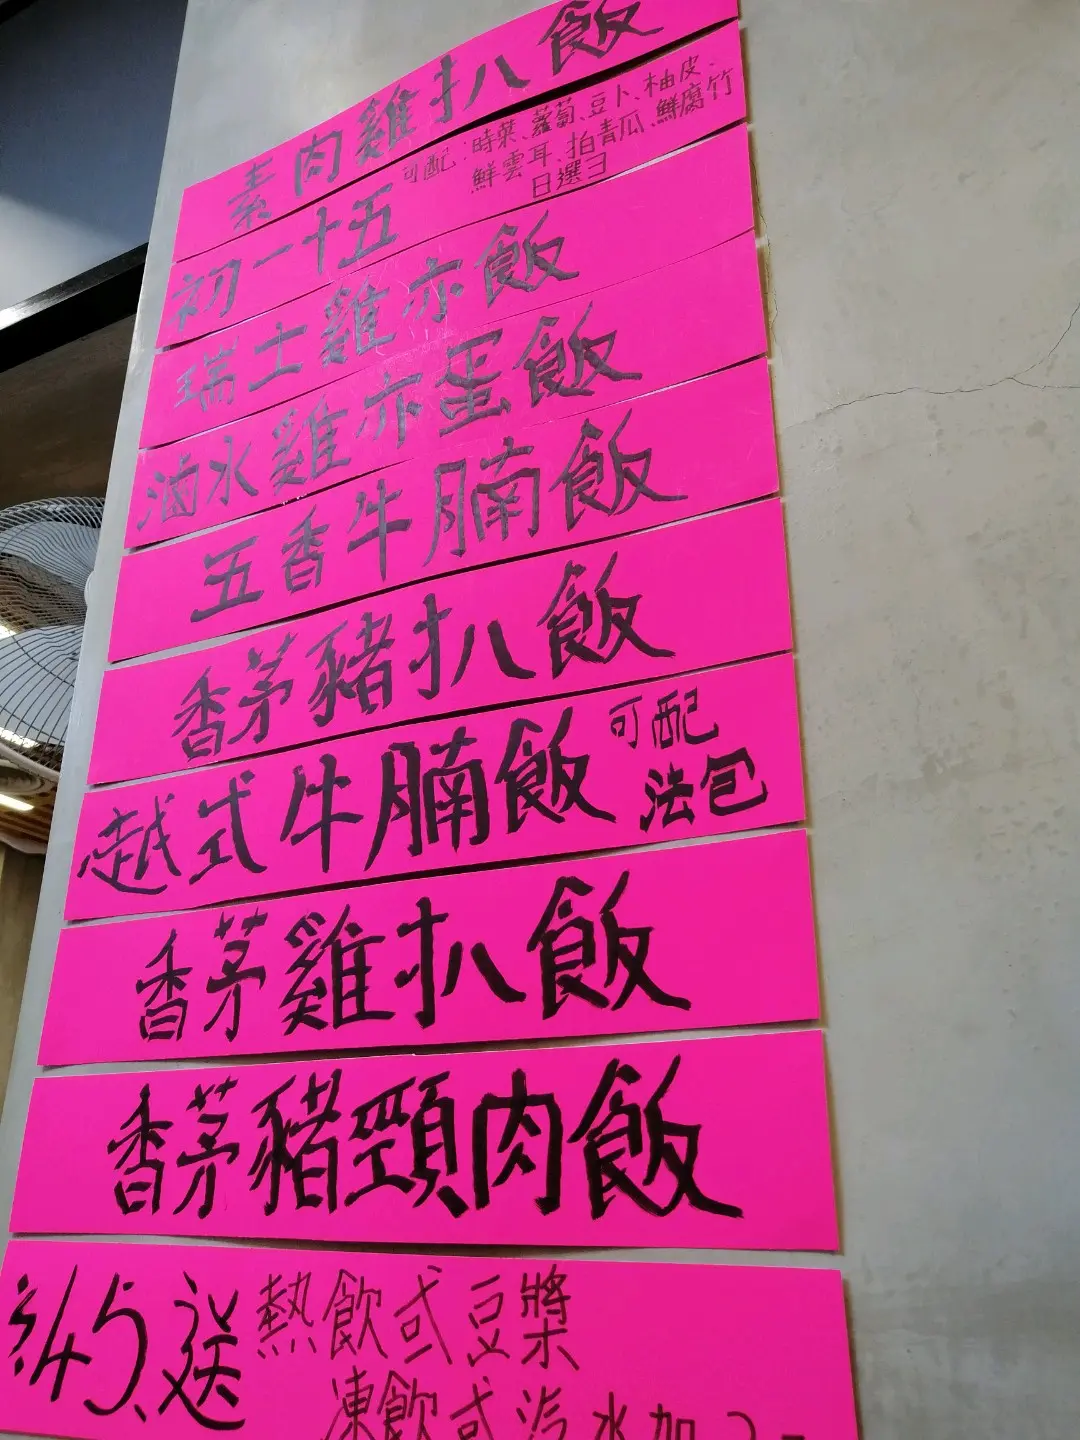 素肉雞扒飯
初一十五
可配：時菜、蘿蔔、豆卜、柚皮、
鮮雲耳、拍青瓜、鮮腐竹
日選3
瑞士雞亦飯
滷水雞亦蛋飯
五香牛腩飯
香茅豬扒飯
越式牛腩飯
可配
法包
香茅雞扒飯
香茅豬頸肉飯
$45送
熱飲或豆漿
凍飲或汽水加2-